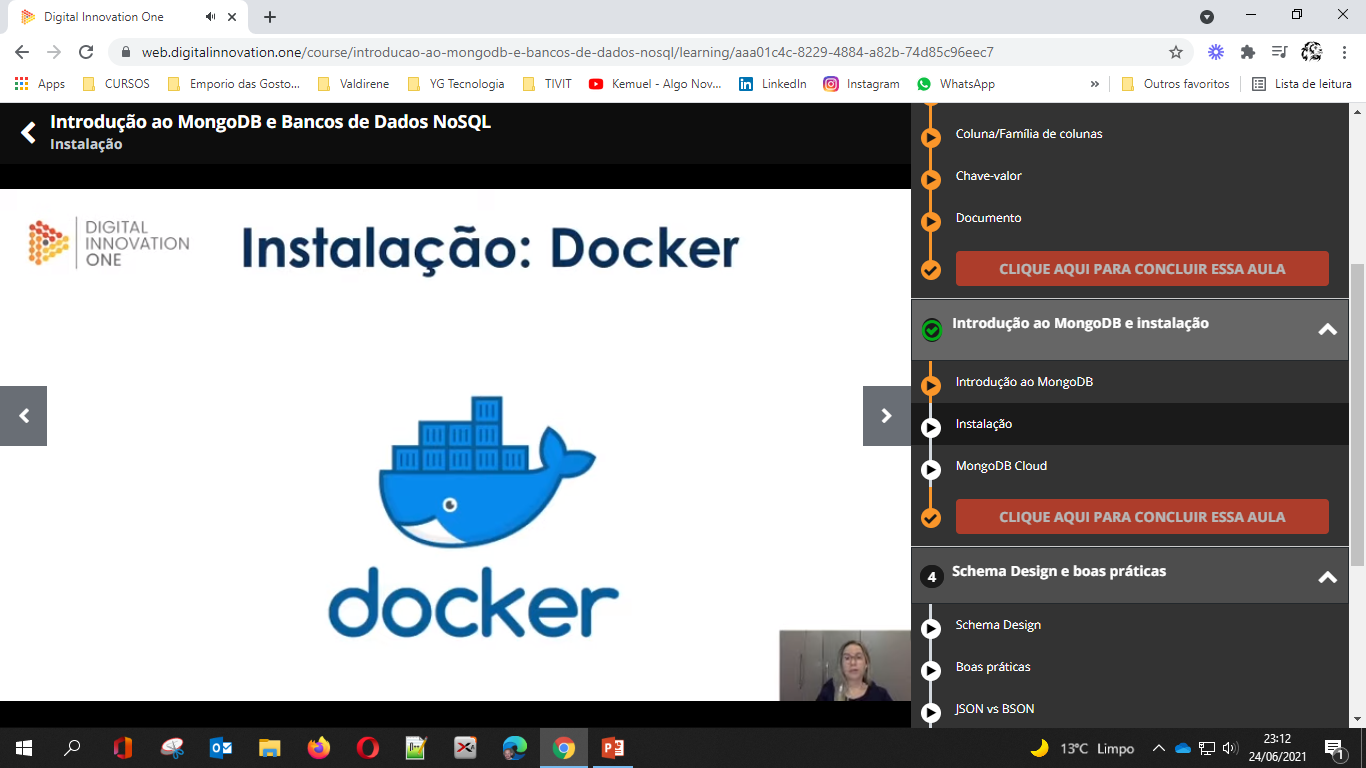 Digital Innovation One
web.digitalinnovation.one/course/introducao-ao-mongodb-e-bancos-de-dados-nosql/learning/aaa01c4c-8229-4884-a82b-74d85c96eec7
Apps CURSOS Emporio das Gosto... Valdirene YG Tecnologia TIVIT Kemuel - Algo Nov... LinkedIn Instagram WhatsApp » Outros favoritos Lista de leitura
Introdução ao MongoDB e Bancos de Dados NoSQL
Instalação
DIGITAL
INNOVATION
ONE
Instalação: Docker
docker
Coluna/Família de colunas
Chave-valor
Documento
CLIQUE AQUI PARA CONCLUIR ESSA AULA
Introdução ao MongoDB e instalação
Introdução ao MongoDB
Instalação
MongoDB Cloud
CLIQUE AQUI PARA CONCLUIR ESSA AULA
4 Schema Design e boas práticas
Schema Design
Boas práticas
JSON vs BSON
13°C Limpo
23:12
24/06/2021
1